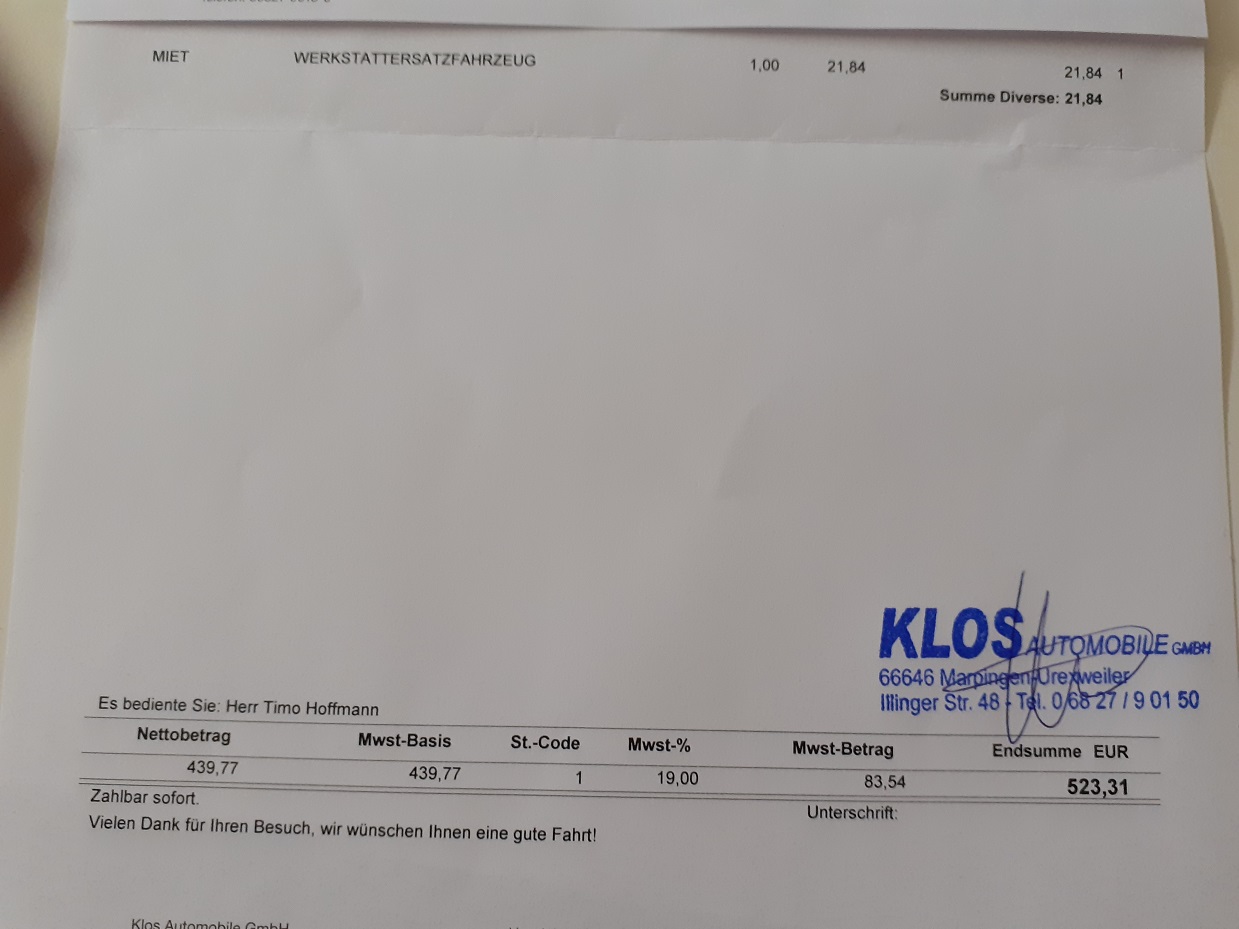 MIET WERKSTATTERSATZFAHRZEUG 1,00 21,84 21,84 1
Summe Diverse: 21,84
KLOS AUTOMOBILE GMBH
66646 Marpingen-Urexweiler
Illinger Str. 48 - Tel. 0 68 27 / 9 01 50
Es bediente Sie: Herr Timo Hoffmann
Nettobetrag Mwst-Basis St.-Code Mwst-% Mwst-Betrag Endsumme EUR
439,77 439,77 1 19,00 83,54 523,31
Zahlbar sofort.
Unterschrift:
Vielen Dank für Ihren Besuch, wir wünschen Ihnen eine gute Fahrt!
Klos Automobile GmbH